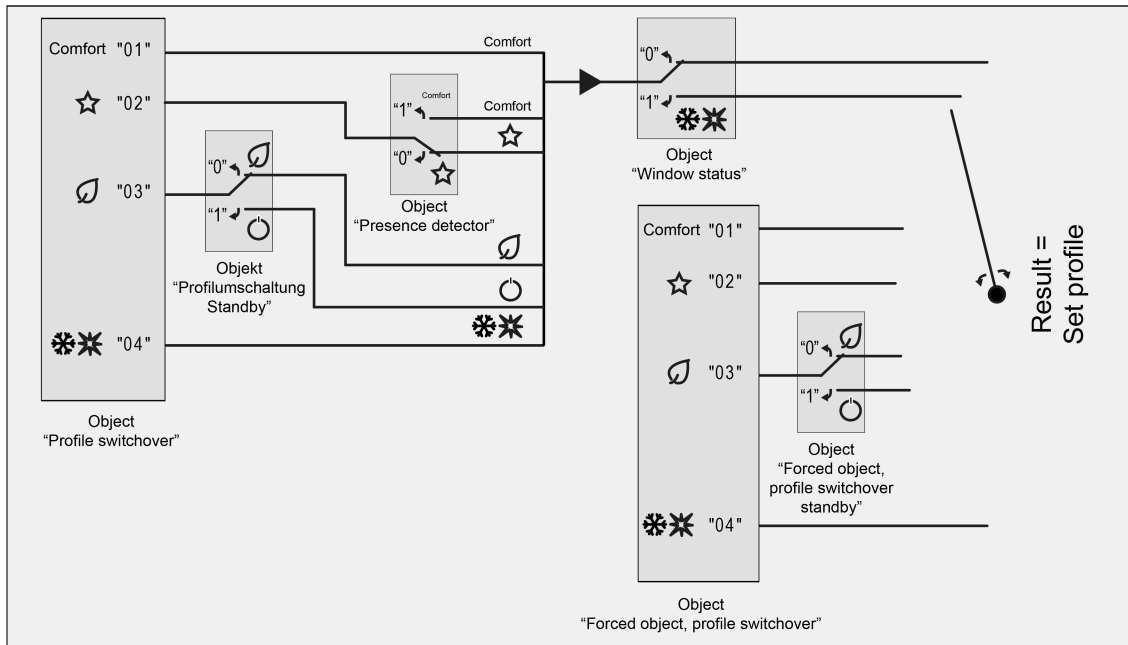 Comfort "01"
"02"
"03"
"04"
Object
“Profile switchover”
“0”
“1”
Objekt
“Profilumschaltung
Standby”
Comfort
“1”
“0”
Object
“Presence detector”
Comfort
Comfort
“0”
“1”
Object
“Window status”
Comfort "01"
"02"
"03"
"04"
“0”
“1”
Object
“Forced object,
profile switchover
standby”
Object
“Forced object, profile switchover”
Result =
Set profile